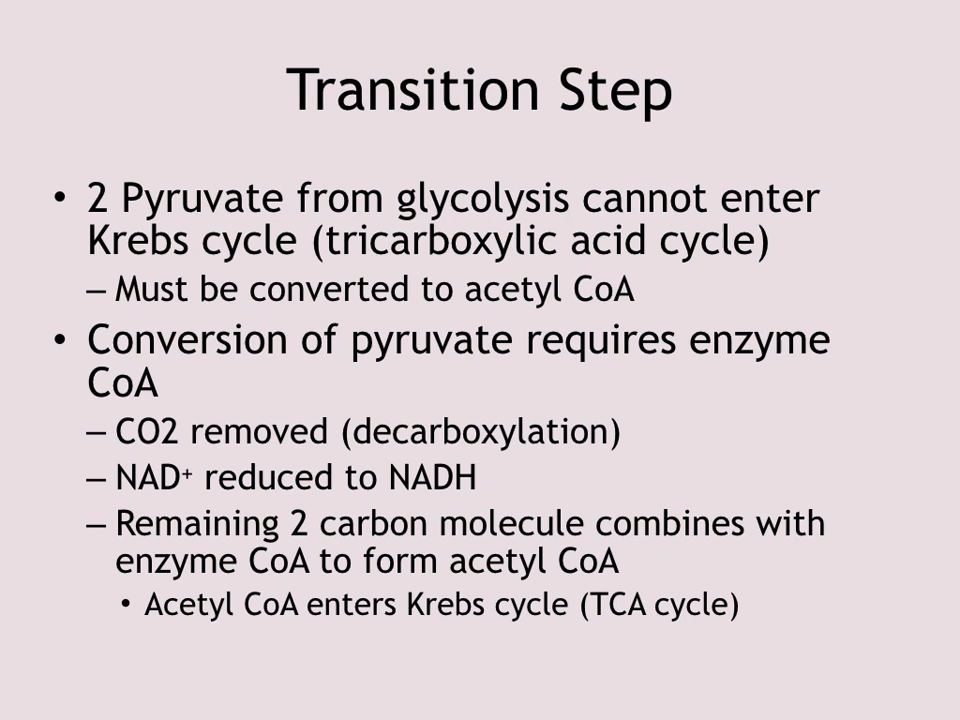 Transition Step
• 2 Pyruvate from glycolysis cannot enter
Krebs cycle (tricarboxylic acid cycle)
– Must be converted to acetyl CoA
• Conversion of pyruvate requires enzyme
CoA
– CO2 removed (decarboxylation)
– NAD⁺ reduced to NADH
– Remaining 2 carbon molecule combines with
enzyme CoA to form acetyl CoA
• Acetyl CoA enters Krebs cycle (TCA cycle)